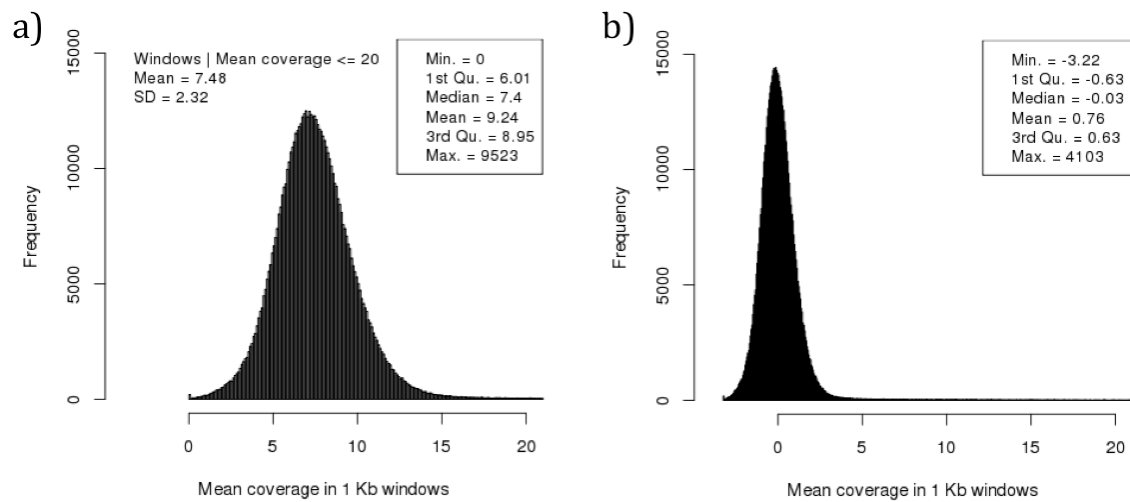 a)
Windows | Mean coverage <= 20
Mean = 7.48
SD = 2.32
Min. = 0
1st Qu. = 6.01
Median = 7.4
Mean = 9.24
3rd Qu. = 8.95
Max. = 9523
15000
10000
5000
0
Frequency
0 5 10 15 20
Mean coverage in 1 Kb windows
b)
Min. = -3.22
1st Qu. = -0.63
Median = -0.03
Mean = 0.76
3rd Qu. = 0.63
Max. = 4103
15000
10000
5000
0
Frequency
0 5 10 15 20
Mean coverage in 1 Kb windows